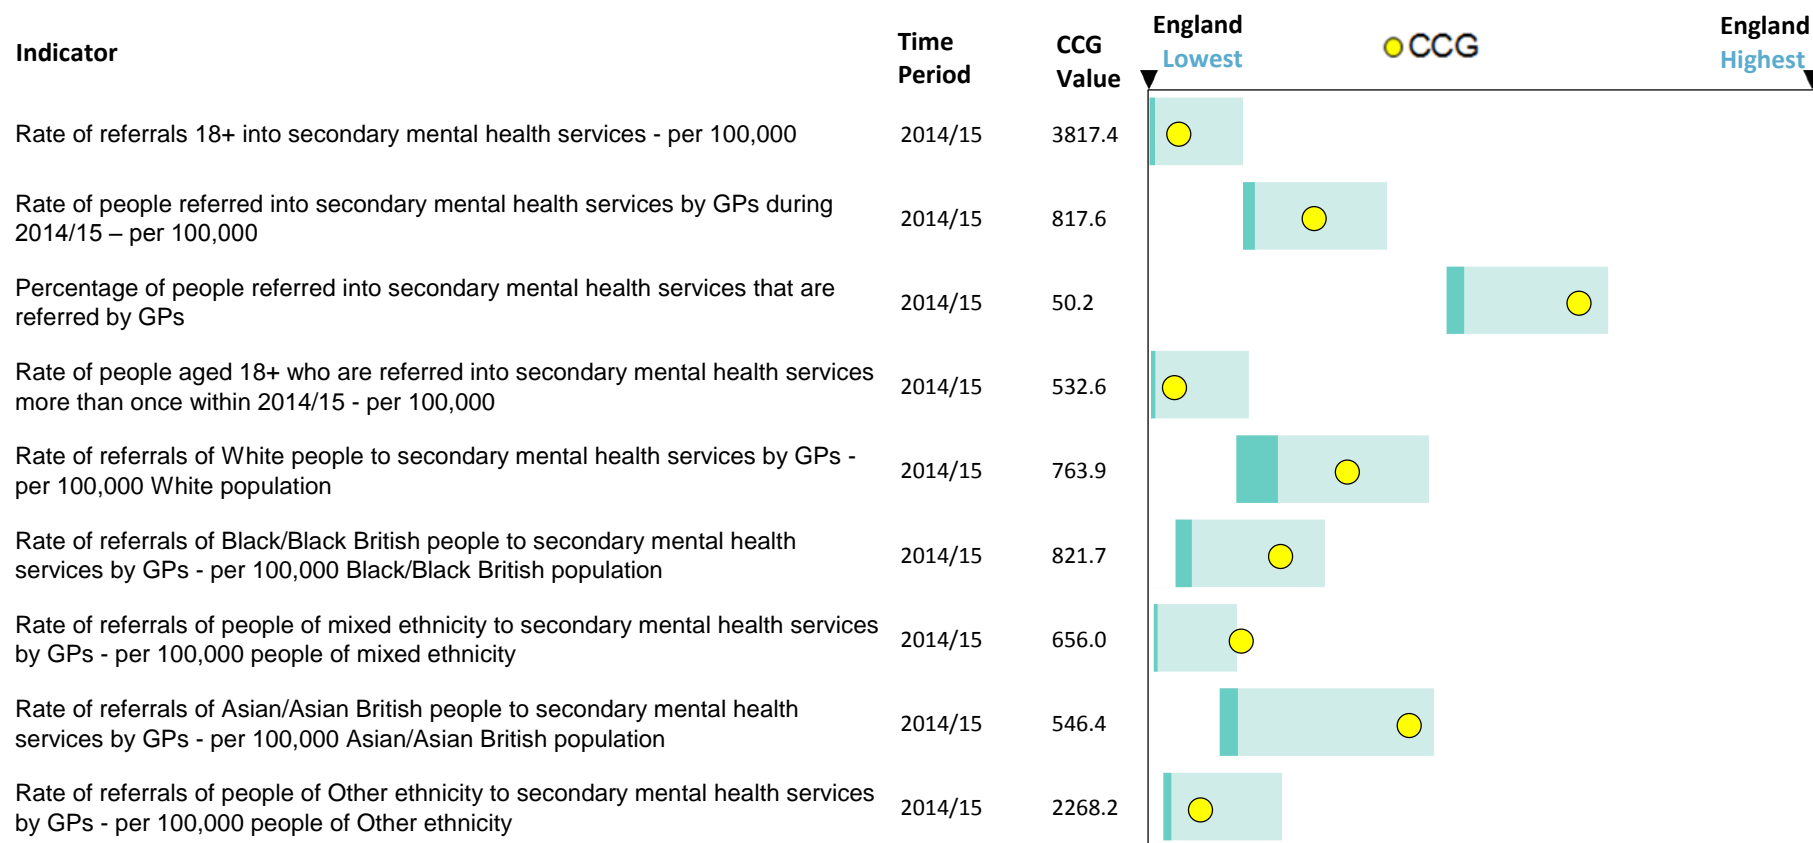 Indicator
Time
Period
CCG
Value
England
Lowest
CCG
England
Highest
Rate of referrals 18+ into secondary mental health services - per 100,000
2014/15
3817.4
Rate of people referred into secondary mental health services by GPs during
2014/15 – per 100,000
2014/15
817.6
Percentage of people referred into secondary mental health services that are
referred by GPs
2014/15
50.2
Rate of people aged 18+ who are referred into secondary mental health services
more than once within 2014/15 - per 100,000
2014/15
532.6
Rate of referrals of White people to secondary mental health services by GPs -
per 100,000 White population
2014/15
763.9
Rate of referrals of Black/Black British people to secondary mental health
services by GPs - per 100,000 Black/Black British population
2014/15
821.7
Rate of referrals of people of mixed ethnicity to secondary mental health services
by GPs - per 100,000 people of mixed ethnicity
2014/15
656.0
Rate of referrals of Asian/Asian British people to secondary mental health
services by GPs - per 100,000 Asian/Asian British population
2014/15
546.4
Rate of referrals of people of Other ethnicity to secondary mental health services
by GPs - per 100,000 people of Other ethnicity
2014/15
2268.2